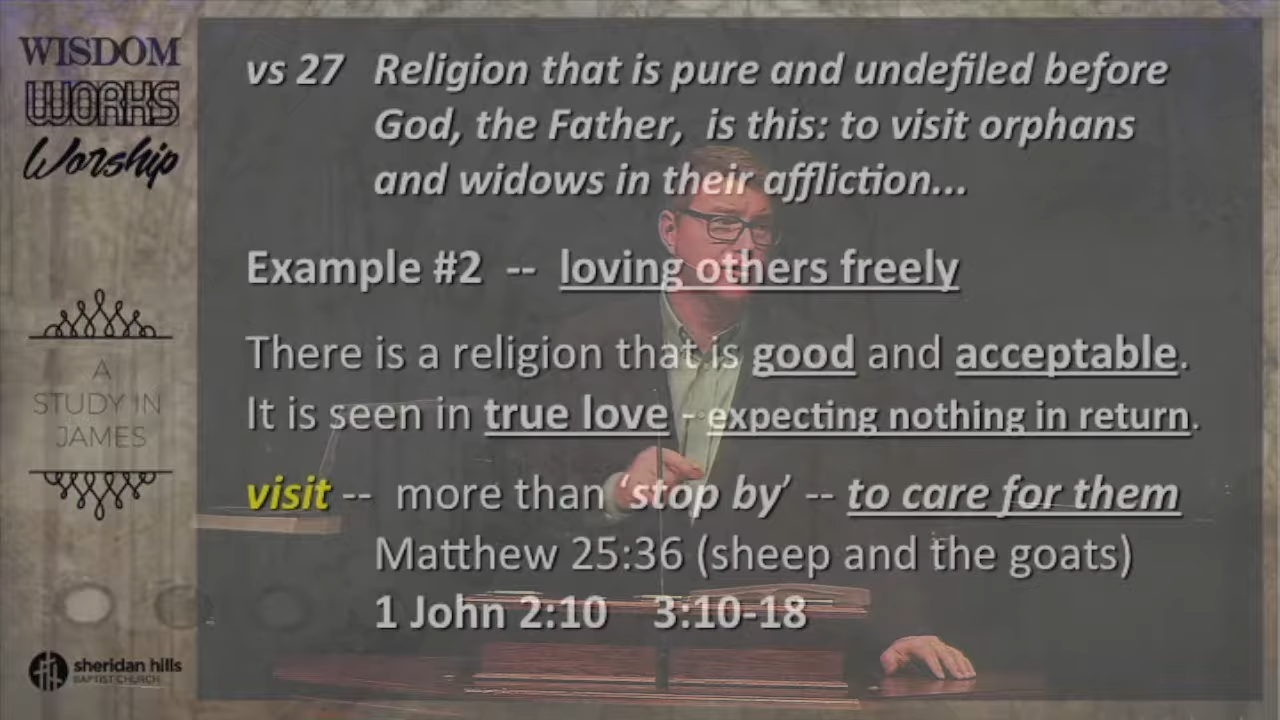 WISDOM
WORKS
Worship
A
STUDY IN
JAMES
sheridan hills
BAPTIST CHURCH
vs 27 Religion that is pure and undefiled before
God, the Father, is this: to visit orphans
and widows in their affliction...
Example #2 -- loving others freely
There is a religion that is good and acceptable.
It is seen in true love - expecting nothing in return.
visit -- more than ‘stop by’ -- to care for them
Matthew 25:36 (sheep and the goats)
1 John 2:10 3:10-18